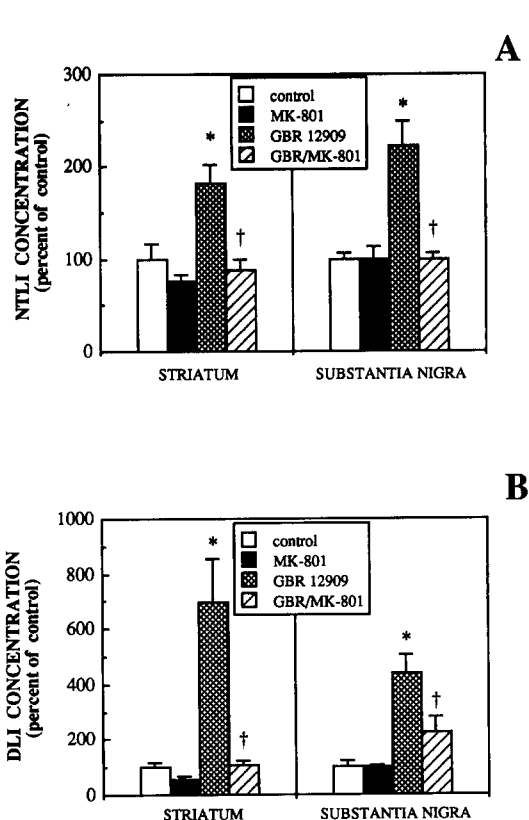 A
NTLI CONCENTRATION
(percent of control)
300
200
100
0
control
MK-801
GBR 12909
GBR/MK-801
*
†
*
†
STRIATUM
SUBSTANTIA NIGRA
B
DLI CONCENTRATION
(percent of control)
1000
800
600
400
200
0
control
MK-801
GBR 12909
GBR/MK-801
*
†
*
†
STRIATUM
SUBSTANTIA NIGRA